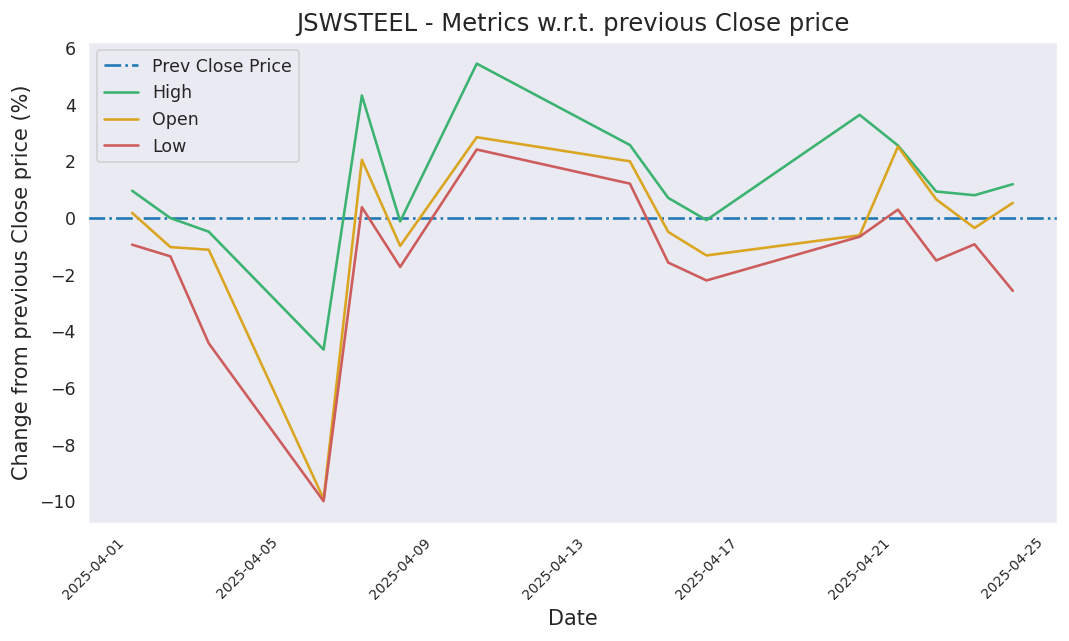 JSWSTEEL - Metrics w.r.t. previous Close price
Prev Close Price
High
Open
Low
Change from previous Close price (%)
6
4
2
0
−2
−4
−6
−8
−10
2025-04-01
2025-04-05
2025-04-09
2025-04-13
2025-04-17
2025-04-21
2025-04-25
Date